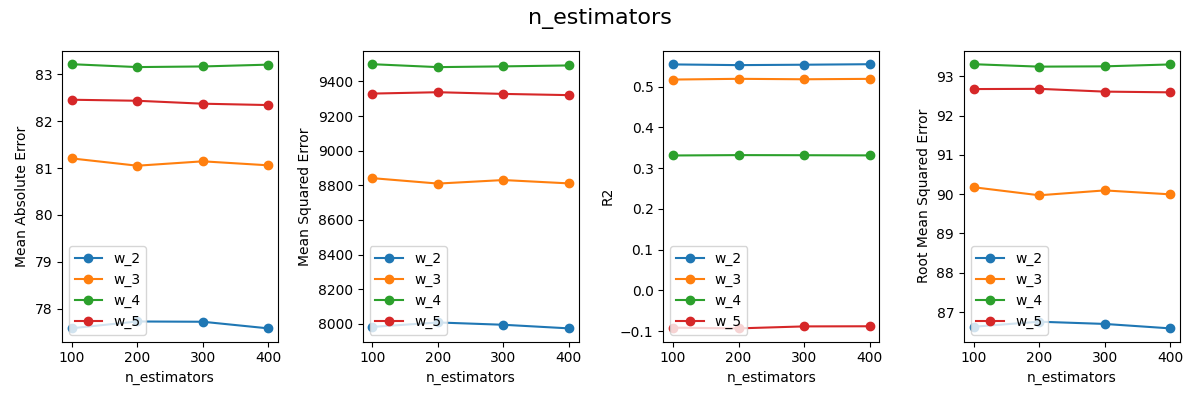 n_estimators
Mean Absolute Error
83
82
81
80
79
78
w_2
w_3
w_4
w_5
100 200 300 400
n_estimators
Mean Squared Error
9400
9200
9000
8800
8600
8400
8200
8000
w_2
w_3
w_4
w_5
100 200 300 400
n_estimators
R2
0.5
0.4
0.3
0.2
0.1
0.0
−0.1
w_2
w_3
w_4
w_5
100 200 300 400
n_estimators
Root Mean Squared Error
93
92
91
90
89
88
87
w_2
w_3
w_4
w_5
100 200 300 400
n_estimators